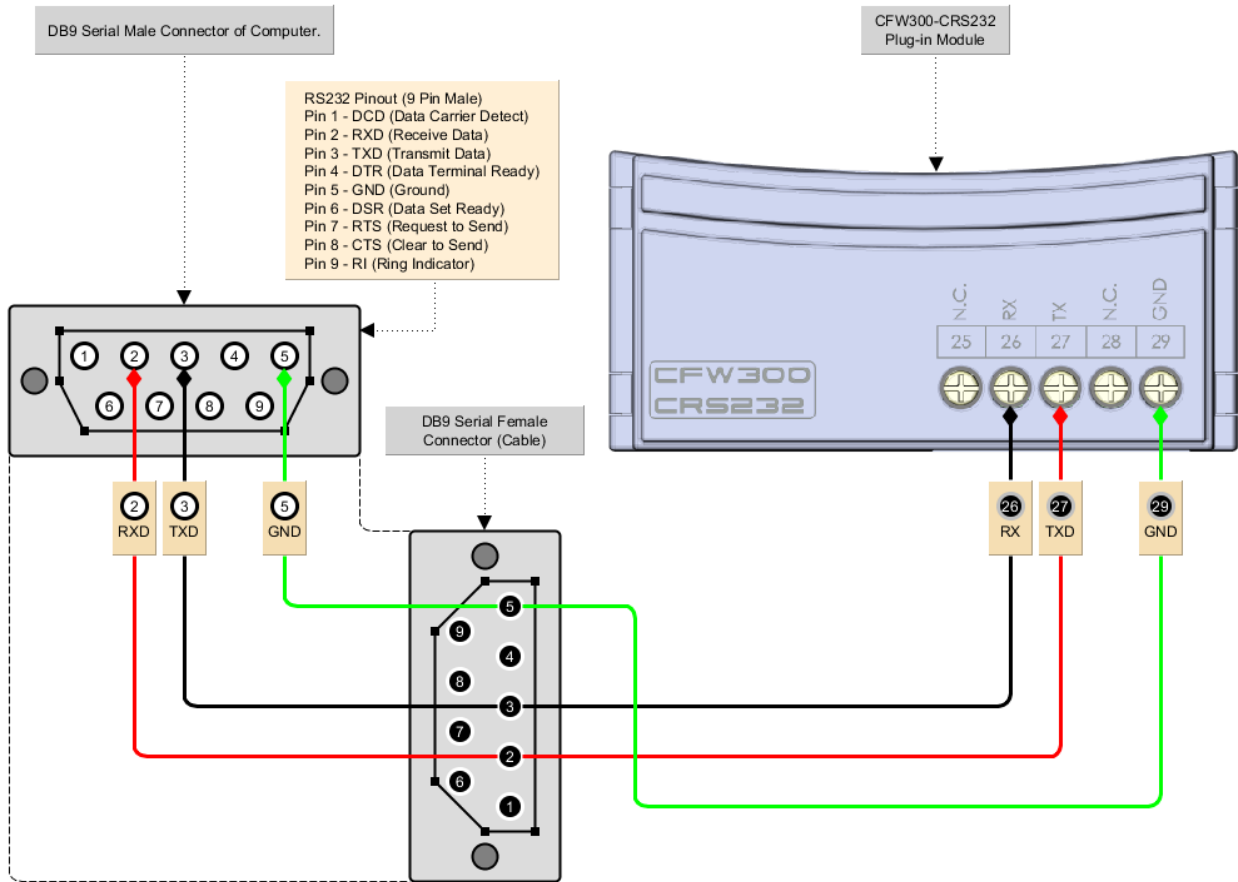 DB9 Serial Male Connector of Computer.
CFW300-CRS232
Plug-in Module
RS232 Pinout (9 Pin Male)
Pin 1 - DCD (Data Carrier Detect)
Pin 2 - RXD (Receive Data)
Pin 3 - TXD (Transmit Data)
Pin 4 - DTR (Data Terminal Ready)
Pin 5 - GND (Ground)
Pin 6 - DSR (Data Set Ready)
Pin 7 - RTS (Request to Send)
Pin 8 - CTS (Clear to Send)
Pin 9 - RI (Ring Indicator)
1 2 3 4 5
6 7 8 9
N.C. RX TX N.C. GND
25 26 27 28 29
CFW300
CRS232
DB9 Serial Female
Connector (Cable)
2 3 5
RXD TXD GND
26 27 29
RX TXD GND
5
9
4
8
3
7
2
6
1